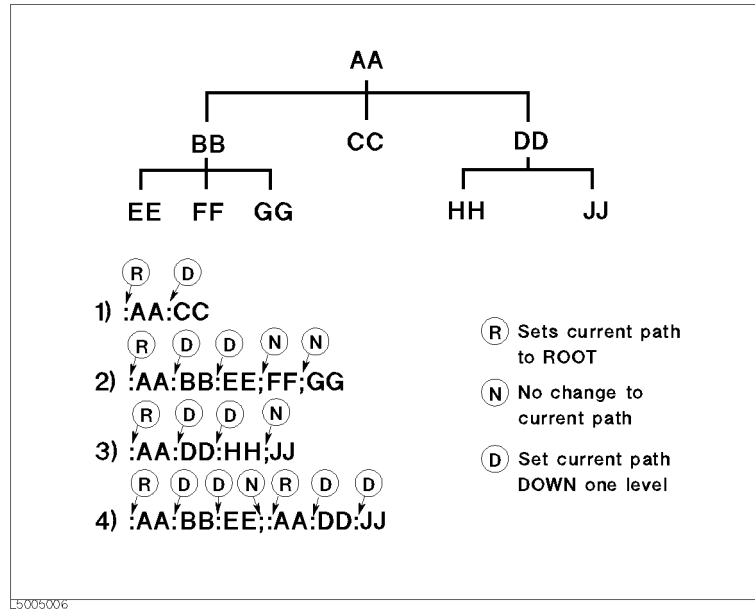 AA
BB CC DD
EE FF GG HH JJ
R D
1) :AA:CC
R D D N N
2) :AA:BB:EE;FF;GG
R D D N
3) :AA:DD:HH;JJ
R D D N R D D
4) :AA:BB:EE;:AA:DD:JJ
R Sets current path
to ROOT
N No change to
current path
D Set current path
DOWN one level
L5005006